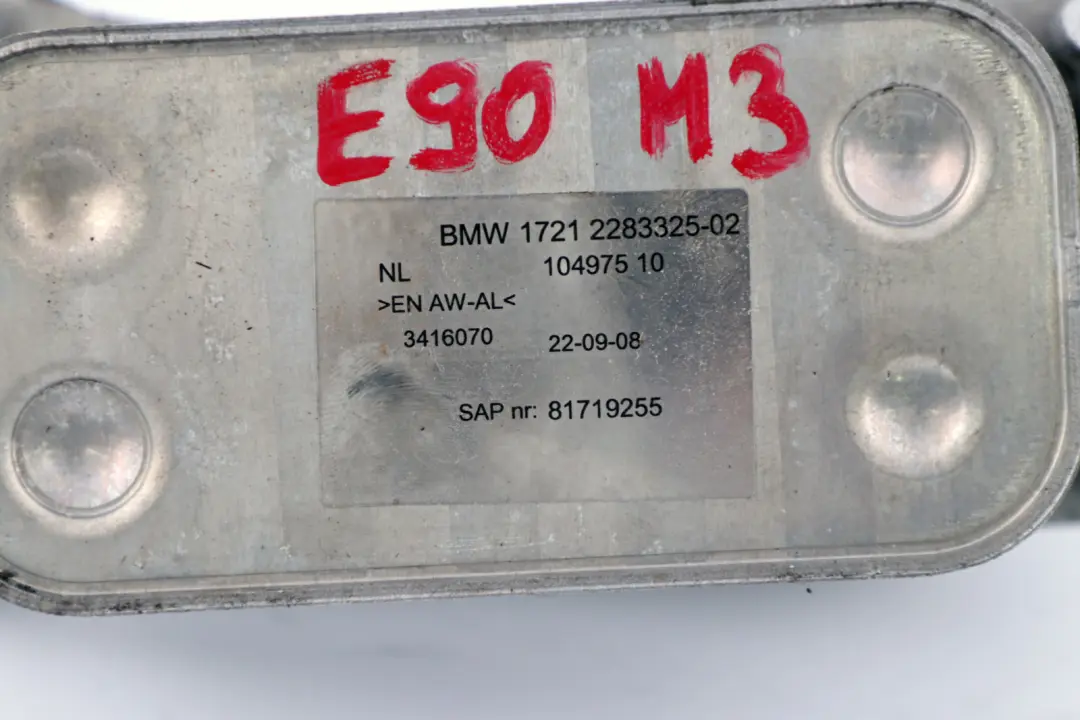 E90 M3
BMW 1721 2283325-02
NL 104975 10
>EN AW-AL<
3416070 22-09-08
SAP nr: 81719255